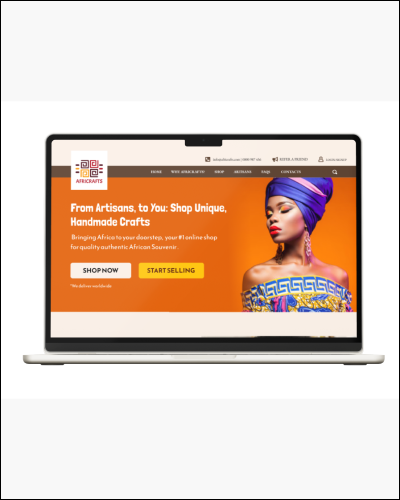 REFER A FRIEND
AFRICRAFTS
HOME WHY AFRICRAFTS SHOP ARTISANS FAQS CONTACTS
From Artisans, to You: Shop Unique,
Handmade Crafts
Bringing Africa to your doorstep, your #1 online shop
for quality authentic African Souvenir.
SHOP NOW START SELLING
*We deliver worldwide